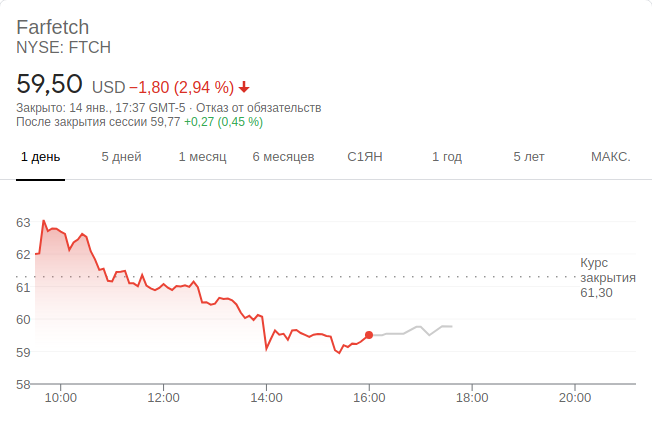 Farfetch
NYSE: FTCH
59,50 USD −1,80 (2,94 %)
Закрыто: 14 янв., 17:37 GMT-5 · Отказ от обязательств
После закрытия сессии 59,77 +0,27 (0,45 %)
1 день 5 дней 1 месяц 6 месяцев С1ЯН 1 год 5 лет МАКС.
63
62
Курс
закрытия
61,30
61
60
59
58
10:00 12:00 14:00 16:00 18:00 20:00